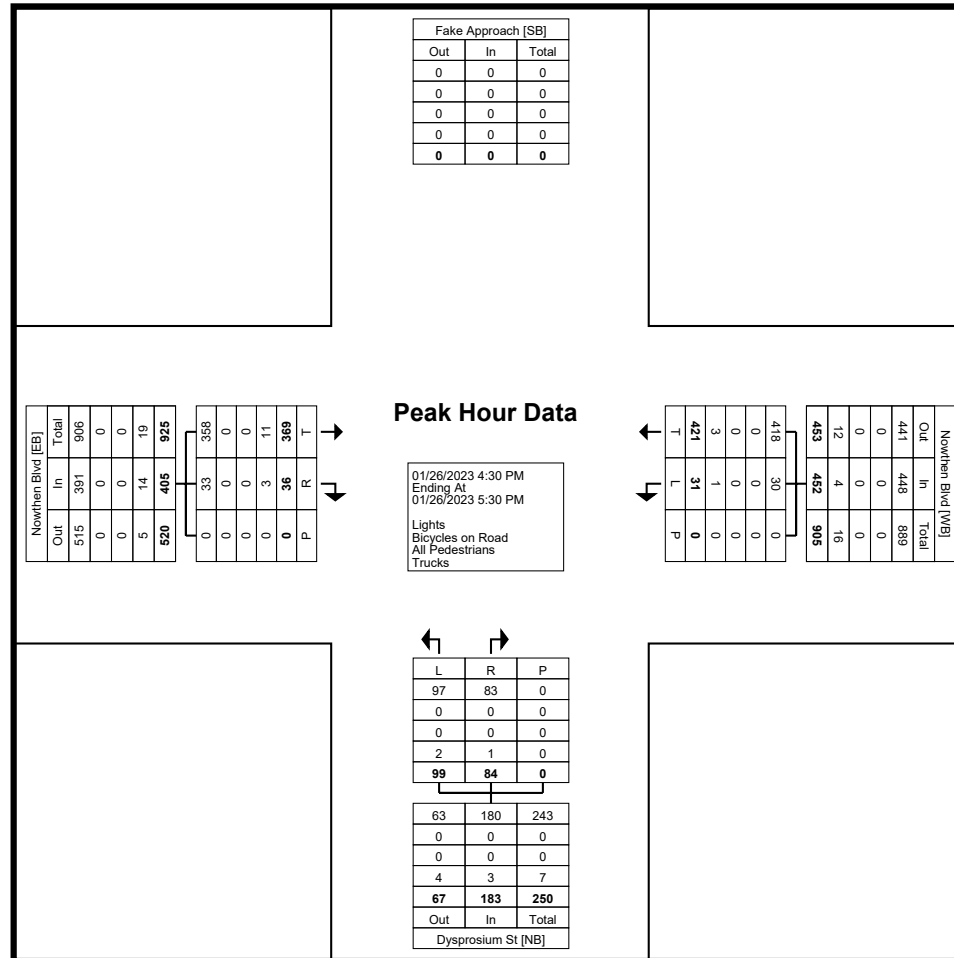 Fake Approach [SB]
Out In Total
0 0 0
0 0 0
0 0 0
0 0 0
0 0 0
Nowthen Blvd [EB]
Out In Total
515 391 906
0 0 0
0 0 0
5 14 19
520 405 925
0 33 358
0 0 0
0 0 0
0 3 11
0 36 369
P R T
Peak Hour Data
01/26/2023 4:30 PM
Ending At
01/26/2023 5:30 PM
Lights
Bicycles on Road
All Pedestrians
Trucks
Nowthen Blvd [WB]
Out In Total
441 448 889
0 0 0
0 0 0
12 4 16
453 452 905
418 30 0
0 0 0
0 0 0
3 1 0
421 31 0
T L P
L R P
97 83 0
0 0 0
0 0 0
2 1 0
99 84 0
63 180 243
0 0 0
0 0 0
4 3 7
67 183 250
Out In Total
Dysprosium St [NB]